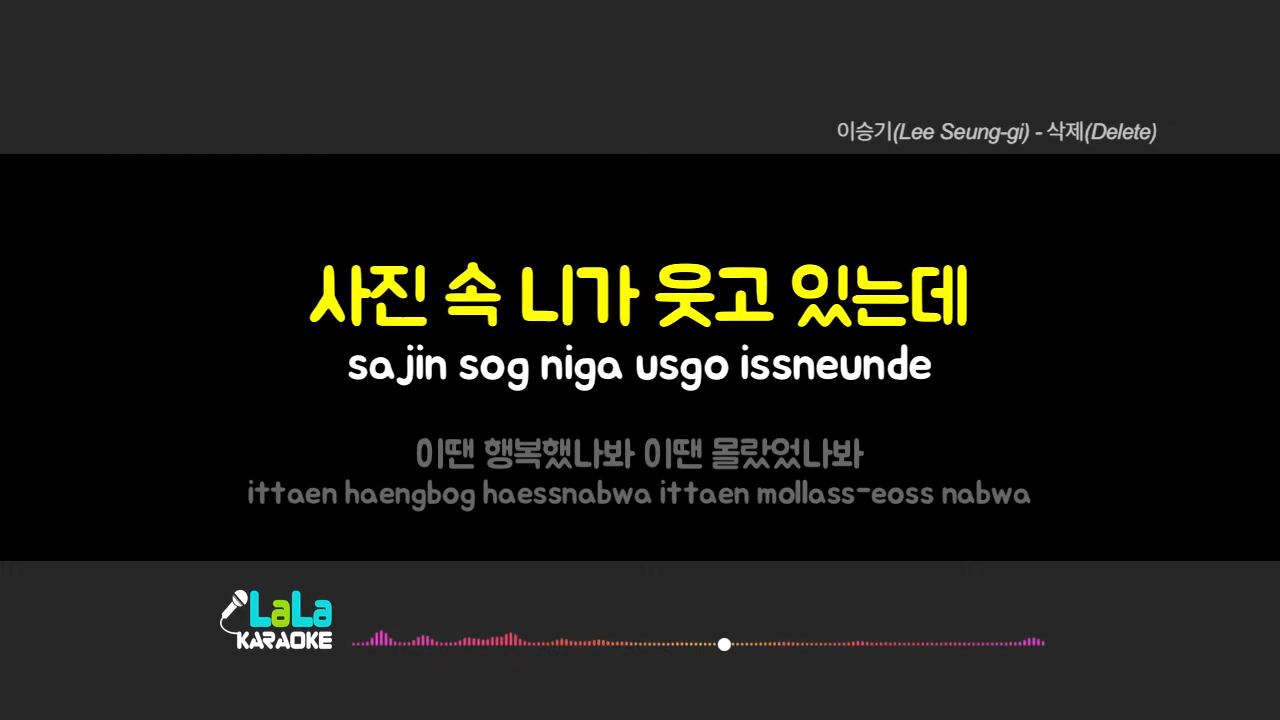 이승기(Lee Seung-gi) - 삭제(Delete)
사진 속 니가 웃고 있는데
sajin sog niga usgo issneunde
이땐 행복했나봐 이땐 몰랐었나봐
ittaen haengbog haessnabwa ittaen mollass-eoss nabwa
LaLa
KARAOKE